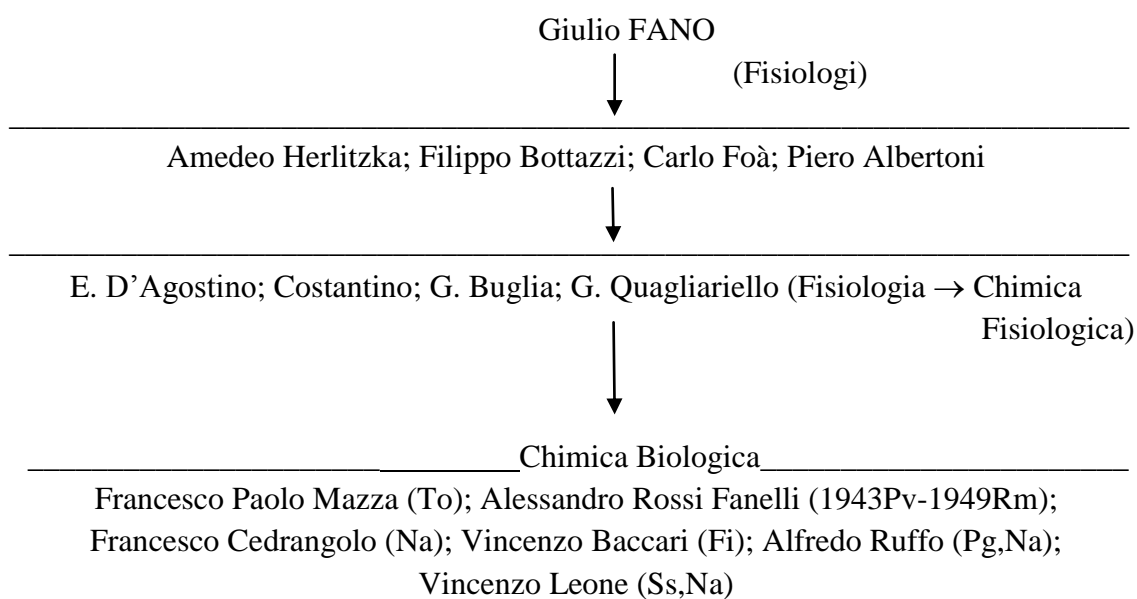 Giulio FANO
(Fisiologi)
Amedeo Herlitzka; Filippo Bottazzi; Carlo Foà; Piero Albertoni
E. D’Agostino; Costantino; G. Buglia; G. Quagliariello (Fisiologia → Chimica
Fisiologica)
Chimica Biologica
Francesco Paolo Mazza (To); Alessandro Rossi Fanelli (1943Pv-1949Rm);
Francesco Cedrangolo (Na); Vincenzo Baccari (Fi); Alfredo Ruffo (Pg,Na);
Vincenzo Leone (Ss,Na)